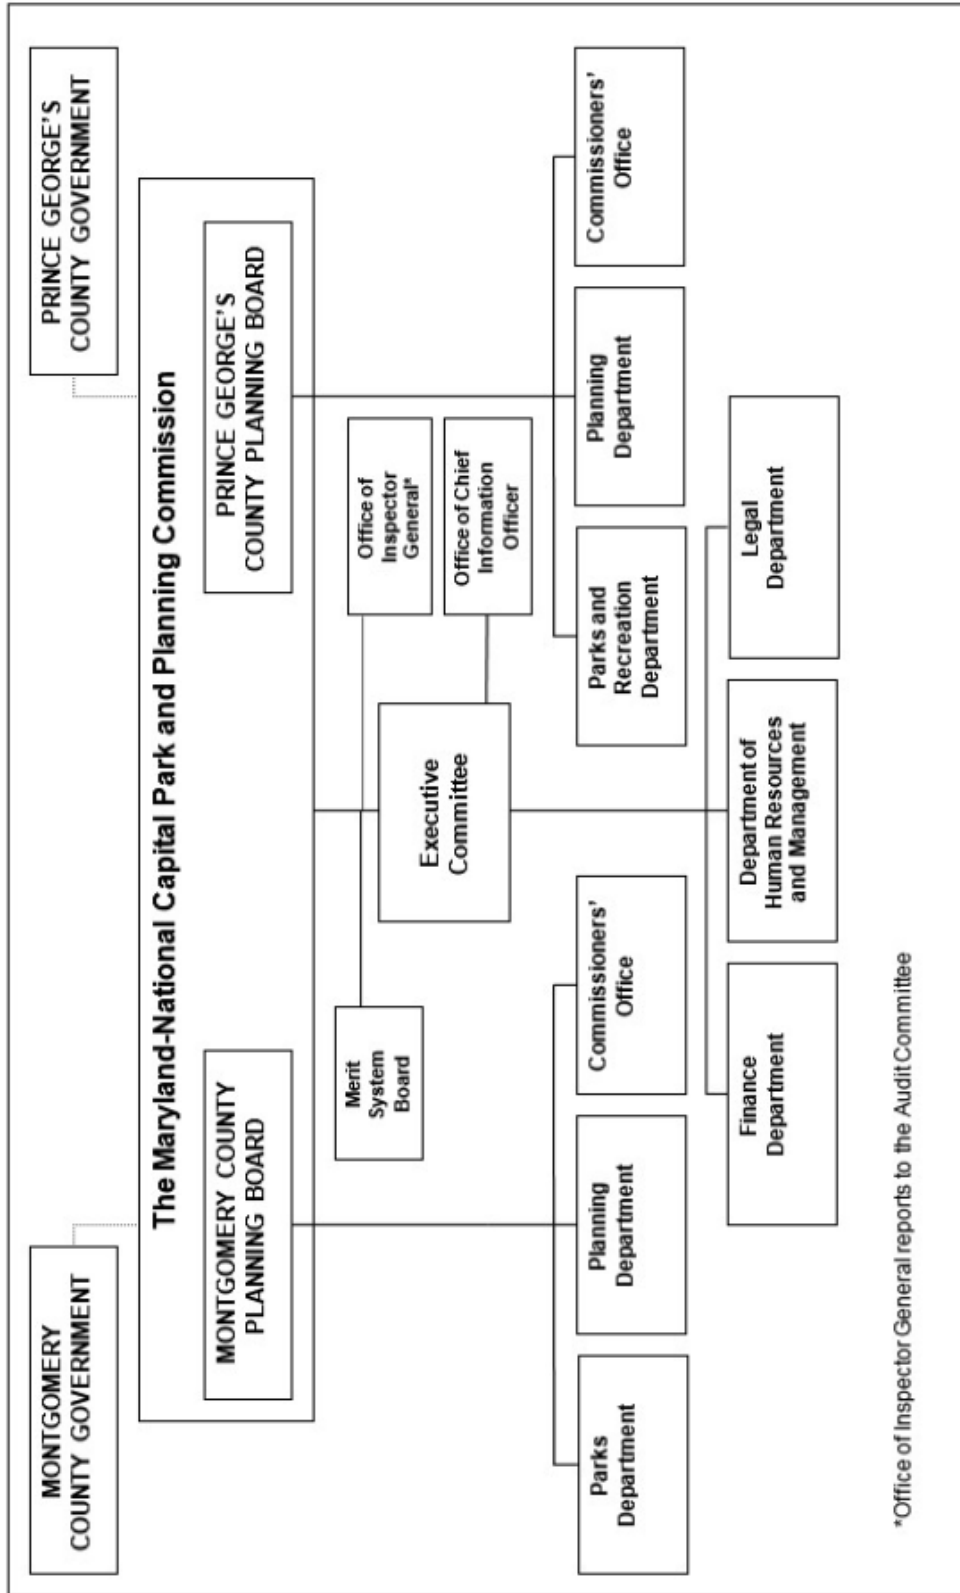 MONTGOMERY
COUNTY GOVERNMENT
PRINCE GEORGE'S
COUNTY GOVERNMENT
The Maryland-National Capital Park and Planning Commission
MONTGOMERY COUNTY
PLANNING BOARD
PRINCE GEORGE'S
COUNTY PLANNING BOARD
Merit
System
Board
Office of
Inspector
General*
Executive
Committee
Office of Chief
Information
Officer
Parks
Department
Planning
Department
Commissioners'
Office
Parks and
Recreation
Department
Planning
Department
Commissioners'
Office
Finance
Department
Department of
Human Resources
and Management
Legal
Department
*Office of Inspector General reports to the Audit Committee